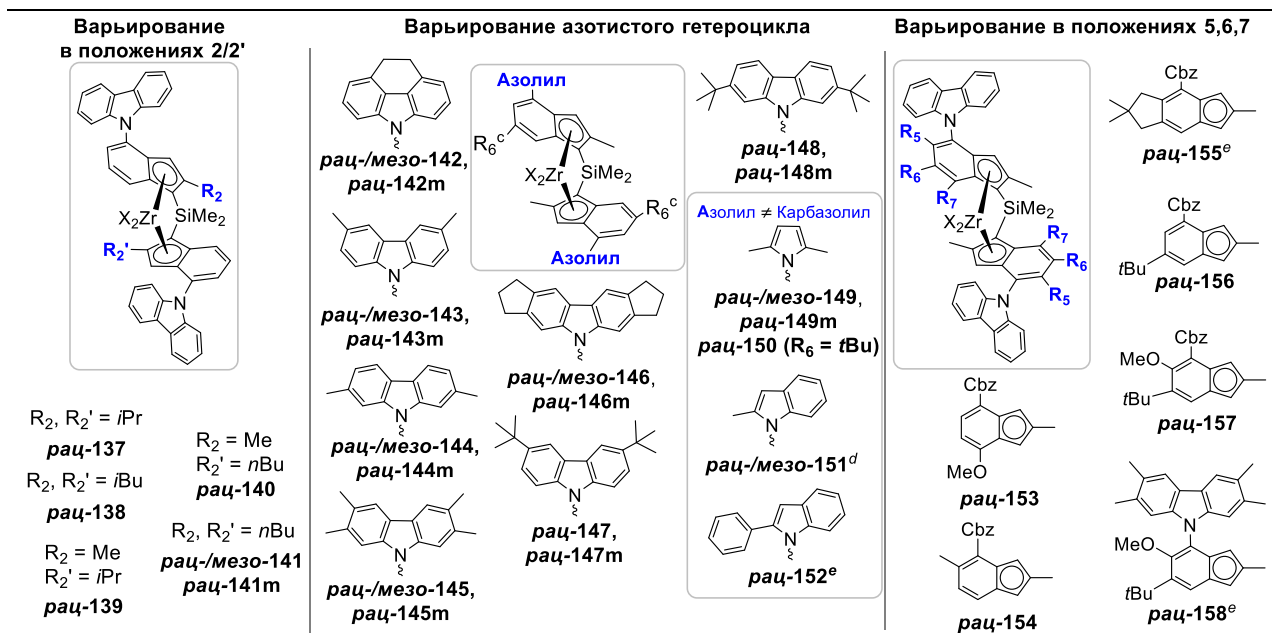 Варьирование
в положениях 2/2'
N
R2
X2Zr
SiMe2
R2'
N
R2, R2' = iPr
рац-137
R2, R2' = iBu
рац-138
R2 = Me
R2' = iPr
рац-139
R2 = Me
R2' = nBu
рац-140
R2, R2' = nBu
рац-/мезо-141
рац-141m
Варьирование азотистого гетероцикла
N
рац-/мезо-142,
рац-142m
N
рац-/мезо-143,
рац-143m
N
рац-/мезо-144,
рац-144m
N
рац-/мезо-145,
рац-145m
Азолил
R6c
X2Zr
SiMe2
R6c
Азолил
N
рац-/мезо-146,
рац-146m
N
рац-147,
рац-147m
N
рац-148,
рац-148m
Азолил ≠ Карбазолил
N
рац-/мезо-149,
рац-149m
рац-150 (R6 = tBu)
N
рац-/мезо-151d
N
рац-152e
Варьирование в положениях 5,6,7
N
R5
R6
R7
X2Zr
SiMe2
R7
R6
R5
N
Cbz
MeO
рац-153
Cbz
рац-154
Cbz
рац-155e
Cbz
tBu
рац-156
Cbz
MeO
tBu
рац-157
N
MeO
tBu
рац-158e